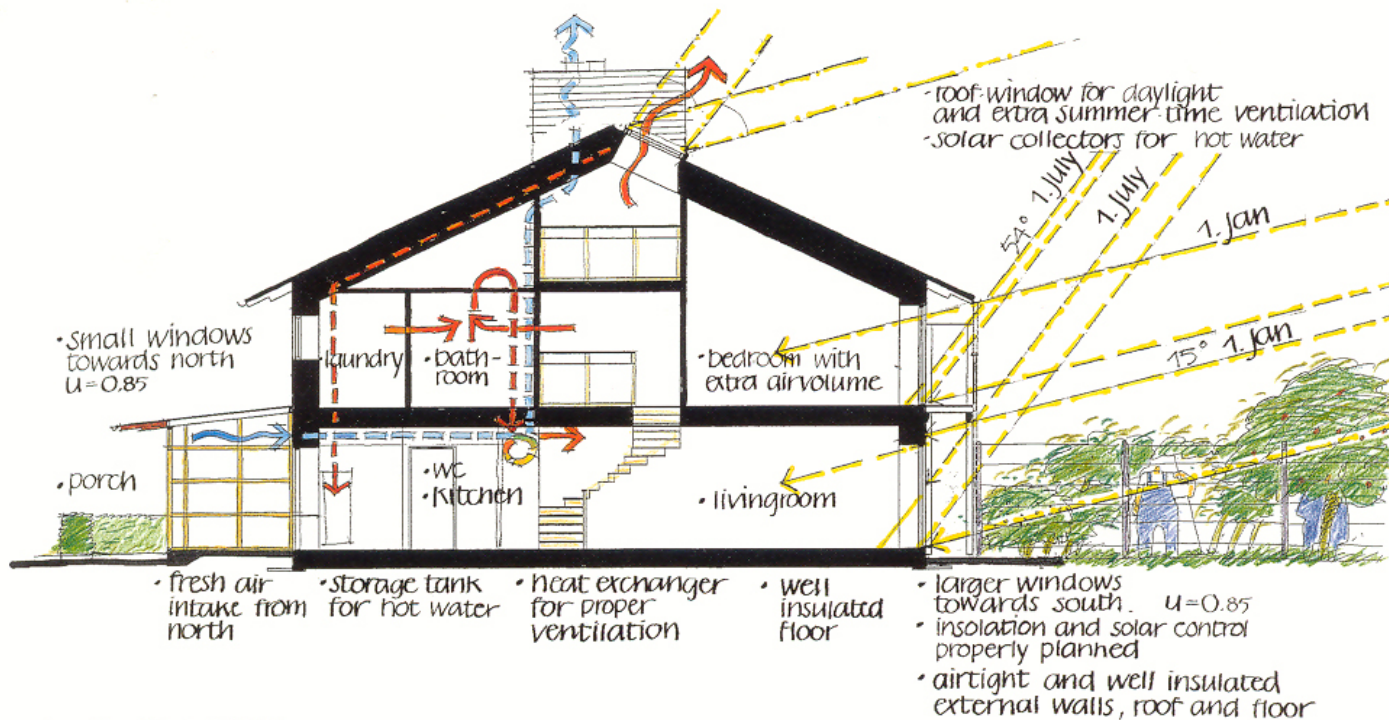 • roof window for daylight
and extra summer time ventilation
- solar collectors for hot water
54° 1. July
1. July
1. jan
15° 1. jan
• small windows
towards north
u=0.85
• laundry
• bath-
room
• bedroom with
extra airvolume
• porch
• WC
• Kitchen
• livingroom
• fresh air
intake from
north
• storage tank
for hot water
• heat exchanger
for proper
ventilation
• well
insulated
floor
• larger windows
towards south. u=0.85
• insolation and solar control
properly planned
• airtight and well insulated
external walls, roof and floor